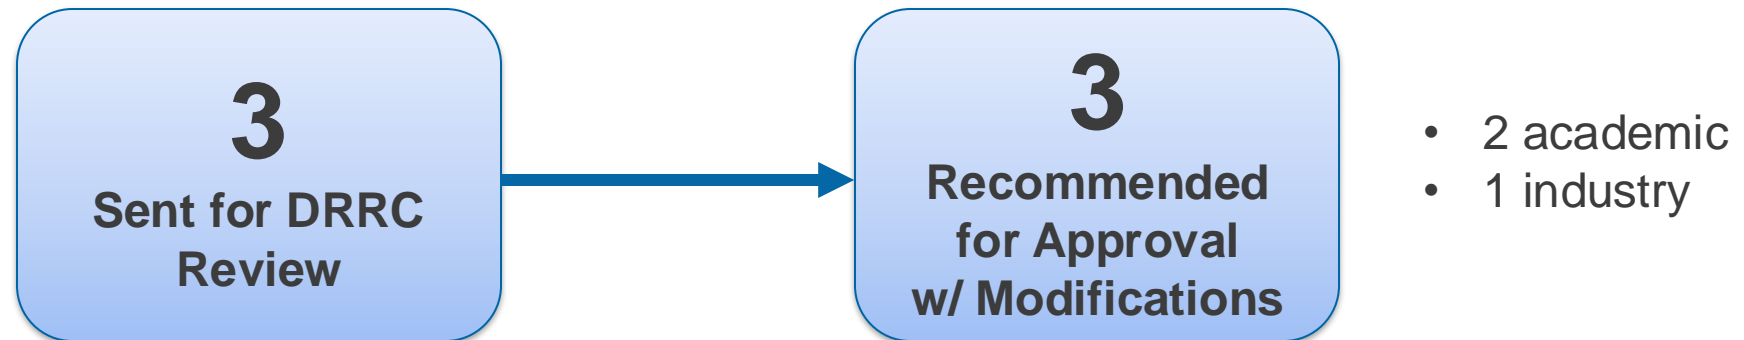 3
Sent for DRRC
Review
3
Recommended
for Approval
w/ Modifications
• 2 academic
• 1 industry